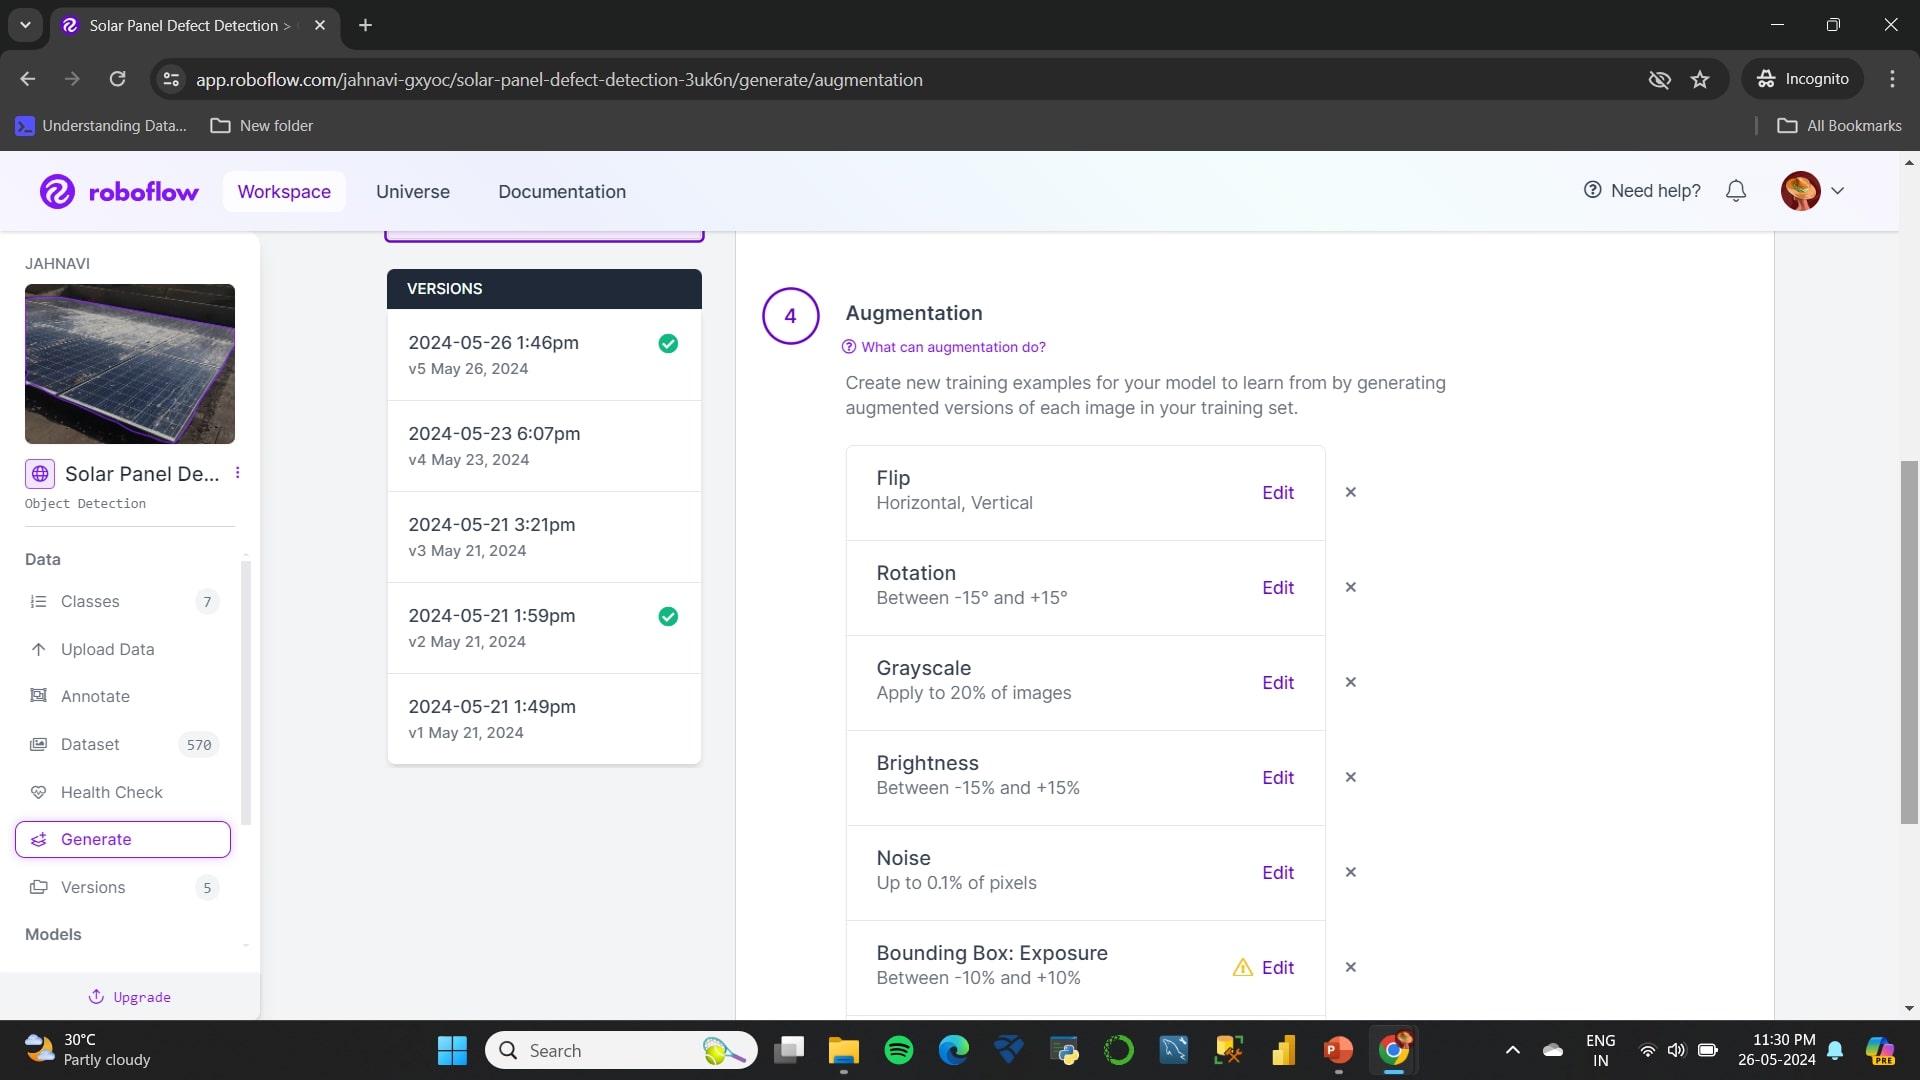 Solar Panel Defect Detection >
app.roboflow.com/jahnavi-gxyoc/solar-panel-defect-detection-3uk6n/generate/augmentation
Incognito
Understanding Data...
New folder
All Bookmarks
roboflow
Workspace
Universe
Documentation
Need help?
JAHNAVI
Solar Panel De...
Object Detection
Data
Classes 7
Upload Data
Annotate
Dataset 570
Health Check
Generate
Versions 5
Models
Upgrade
VERSIONS
2024-05-26 1:46pm
v5 May 26, 2024
2024-05-23 6:07pm
v4 May 23, 2024
2024-05-21 3:21pm
v3 May 21, 2024
2024-05-21 1:59pm
v2 May 21, 2024
2024-05-21 1:49pm
v1 May 21, 2024
4
Augmentation
What can augmentation do?
Create new training examples for your model to learn from by generating
augmented versions of each image in your training set.
Flip
Horizontal, Vertical
Edit
Rotation
Between -15° and +15°
Edit
Grayscale
Apply to 20% of images
Edit
Brightness
Between -15% and +15%
Edit
Noise
Up to 0.1% of pixels
Edit
Bounding Box: Exposure
Between -10% and +10%
Edit
30°C
Partly cloudy
Search
ENG
IN
11:30 PM
26-05-2024
PRE